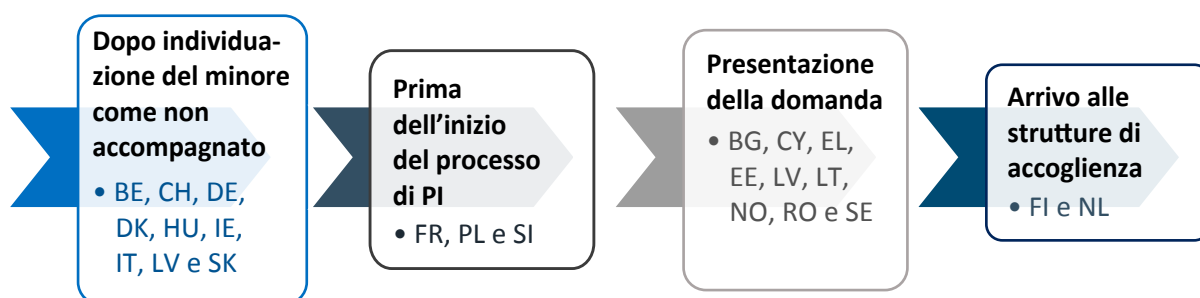 Dopo individua-
zione del minore
come non
accompagnato
• BE, CH, DE,
DK, HU, IE,
IT, LV e SK
Prima
dell’inizio
del processo
di PI
• FR, PL e SI
Presentazione
della domanda
• BG, CY, EL,
EE, LV, LT,
NO, RO e SE
Arrivo alle
strutture di
accoglienza
• FI e NL